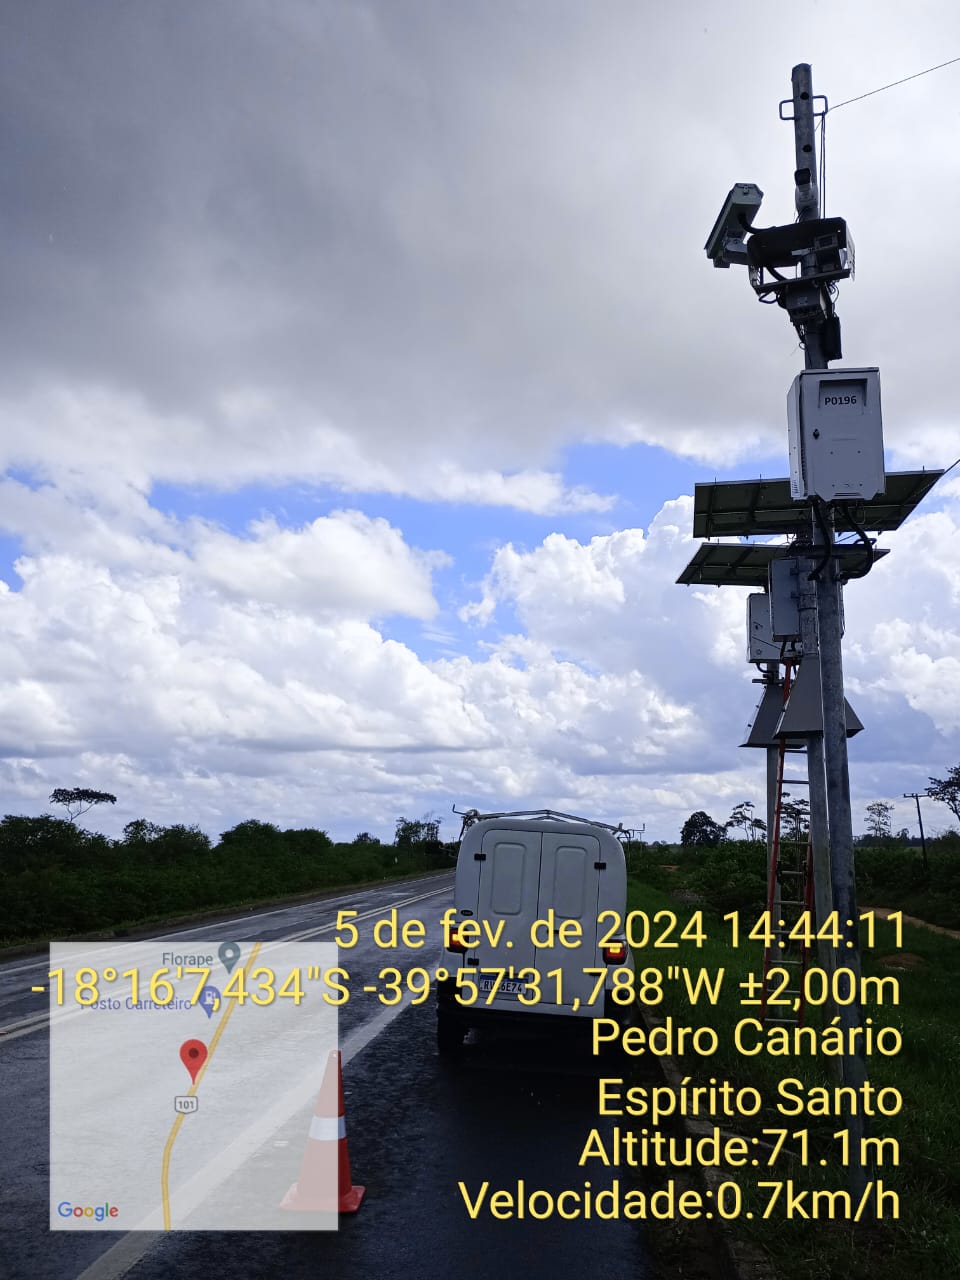 P0196
5 de fev. de 2024 14:44:11
-18°16'7,434"S -39°57'31,788"W ±2,00m
Pedro Canário
Espírito Santo
Altitude:71.1m
Velocidade:0.7km/h
Florape
Posto Carreteiro
101
Google